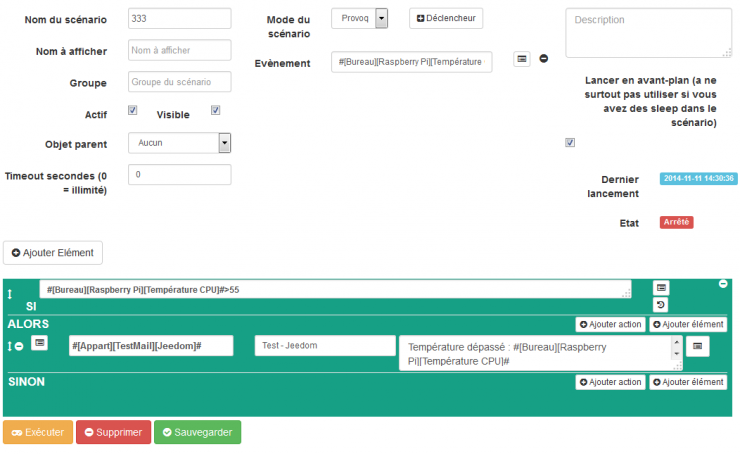 Nom du scénario
333
Nom à afficher
Nom à afficher
Groupe
Groupe du scénario
Actif
Visible
Objet parent
Aucun
Timeout secondes (0
= illimité)
0
Mode du
scénario
Provoq
Déclencheur
Evènement
#[Bureau][Raspberry Pi][Température
Description
Lancer en avant-plan (a ne
surtout pas utiliser si vous
avez des sleep dans le
scénario)
Dernier
lancement
2014-11-11 14:30:36
Etat
Arrêté
Ajouter Elément
#[Bureau][Raspberry Pi][Température CPU]#>55
SI
ALORS
Ajouter action
Ajouter élément
#[Appart][TestMail][Jeedom]#
Test - Jeedom
Température dépassé : #[Bureau][Raspberry
Pi][Température CPU]#
SINON
Ajouter action
Ajouter élément
Exécuter
Supprimer
Sauvegarder